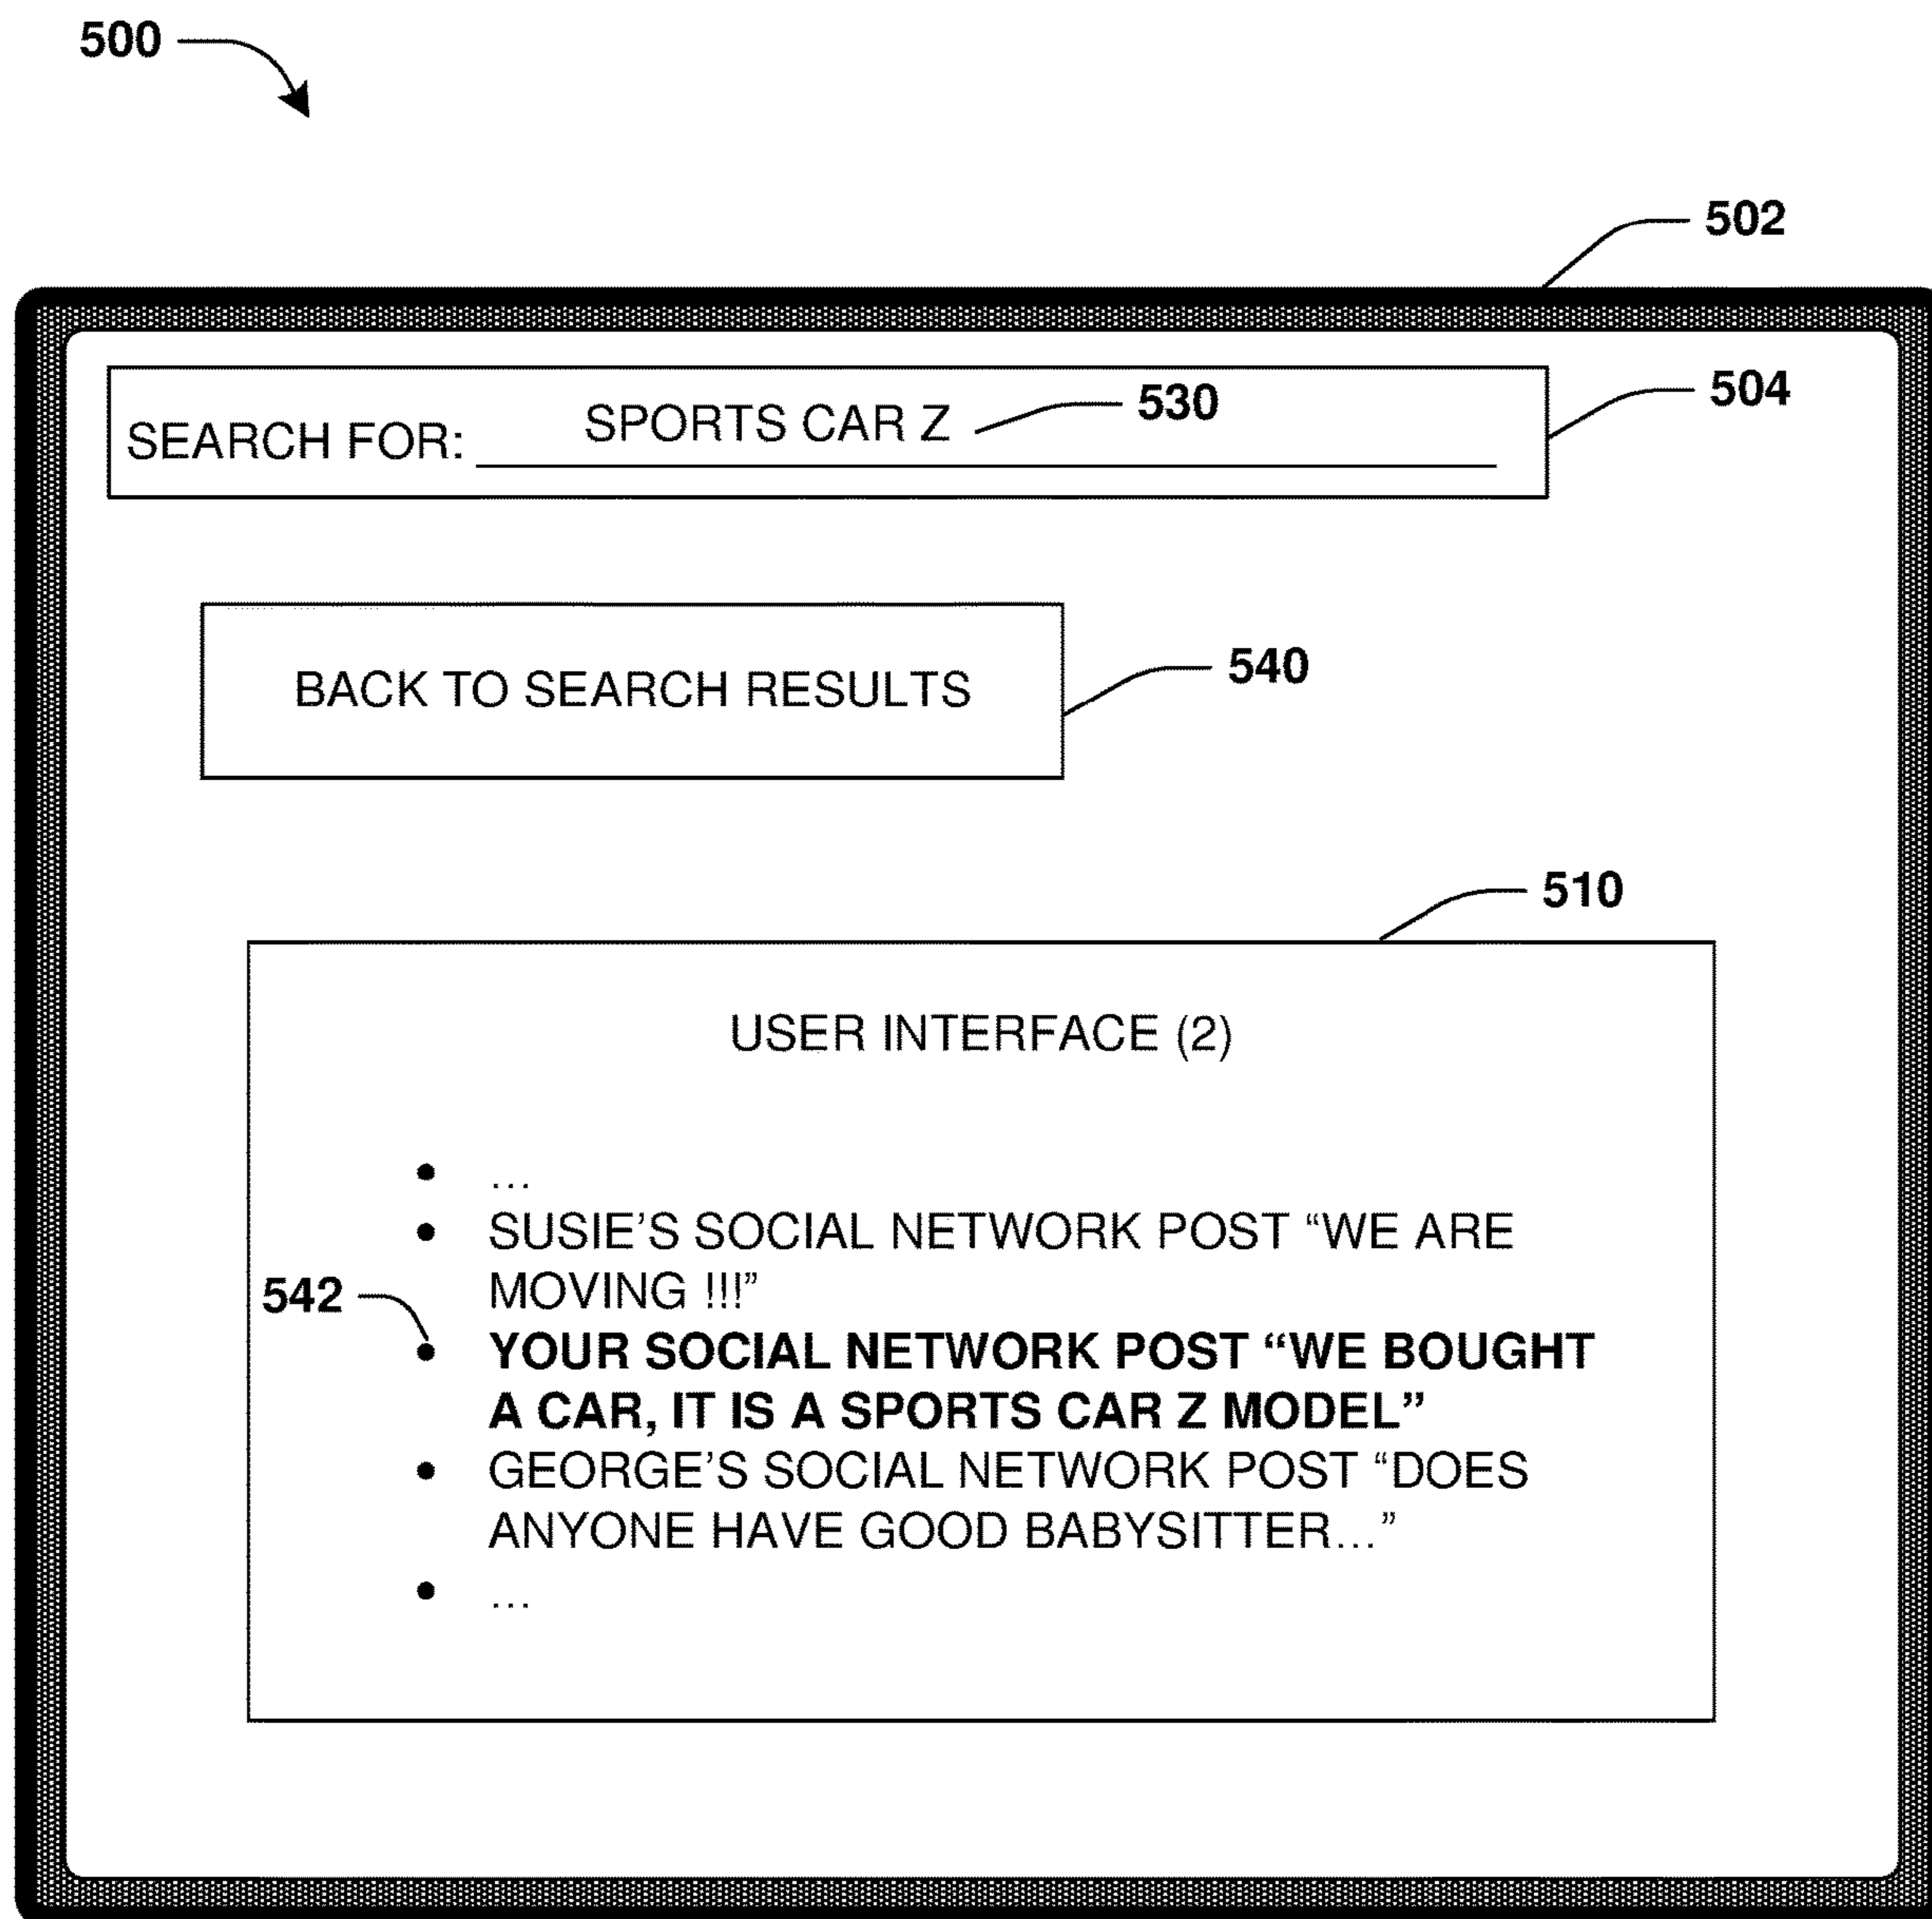 500
502
504
SEARCH FOR: SPORTS CAR Z
530
BACK TO SEARCH RESULTS
540
510
USER INTERFACE (2)
• ...
• SUSIE’S SOCIAL NETWORK POST “WE ARE
MOVING !!!”
542
• YOUR SOCIAL NETWORK POST “WE BOUGHT
A CAR, IT IS A SPORTS CAR Z MODEL”
• GEORGE’S SOCIAL NETWORK POST “DOES
ANYONE HAVE GOOD BABYSITTER...”
• ...